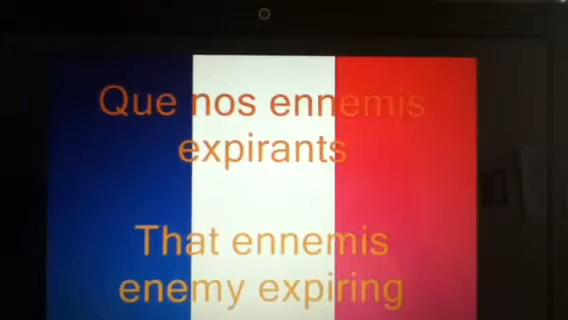 Que nos ennemis
expirants
That ennemis
enemy expiring